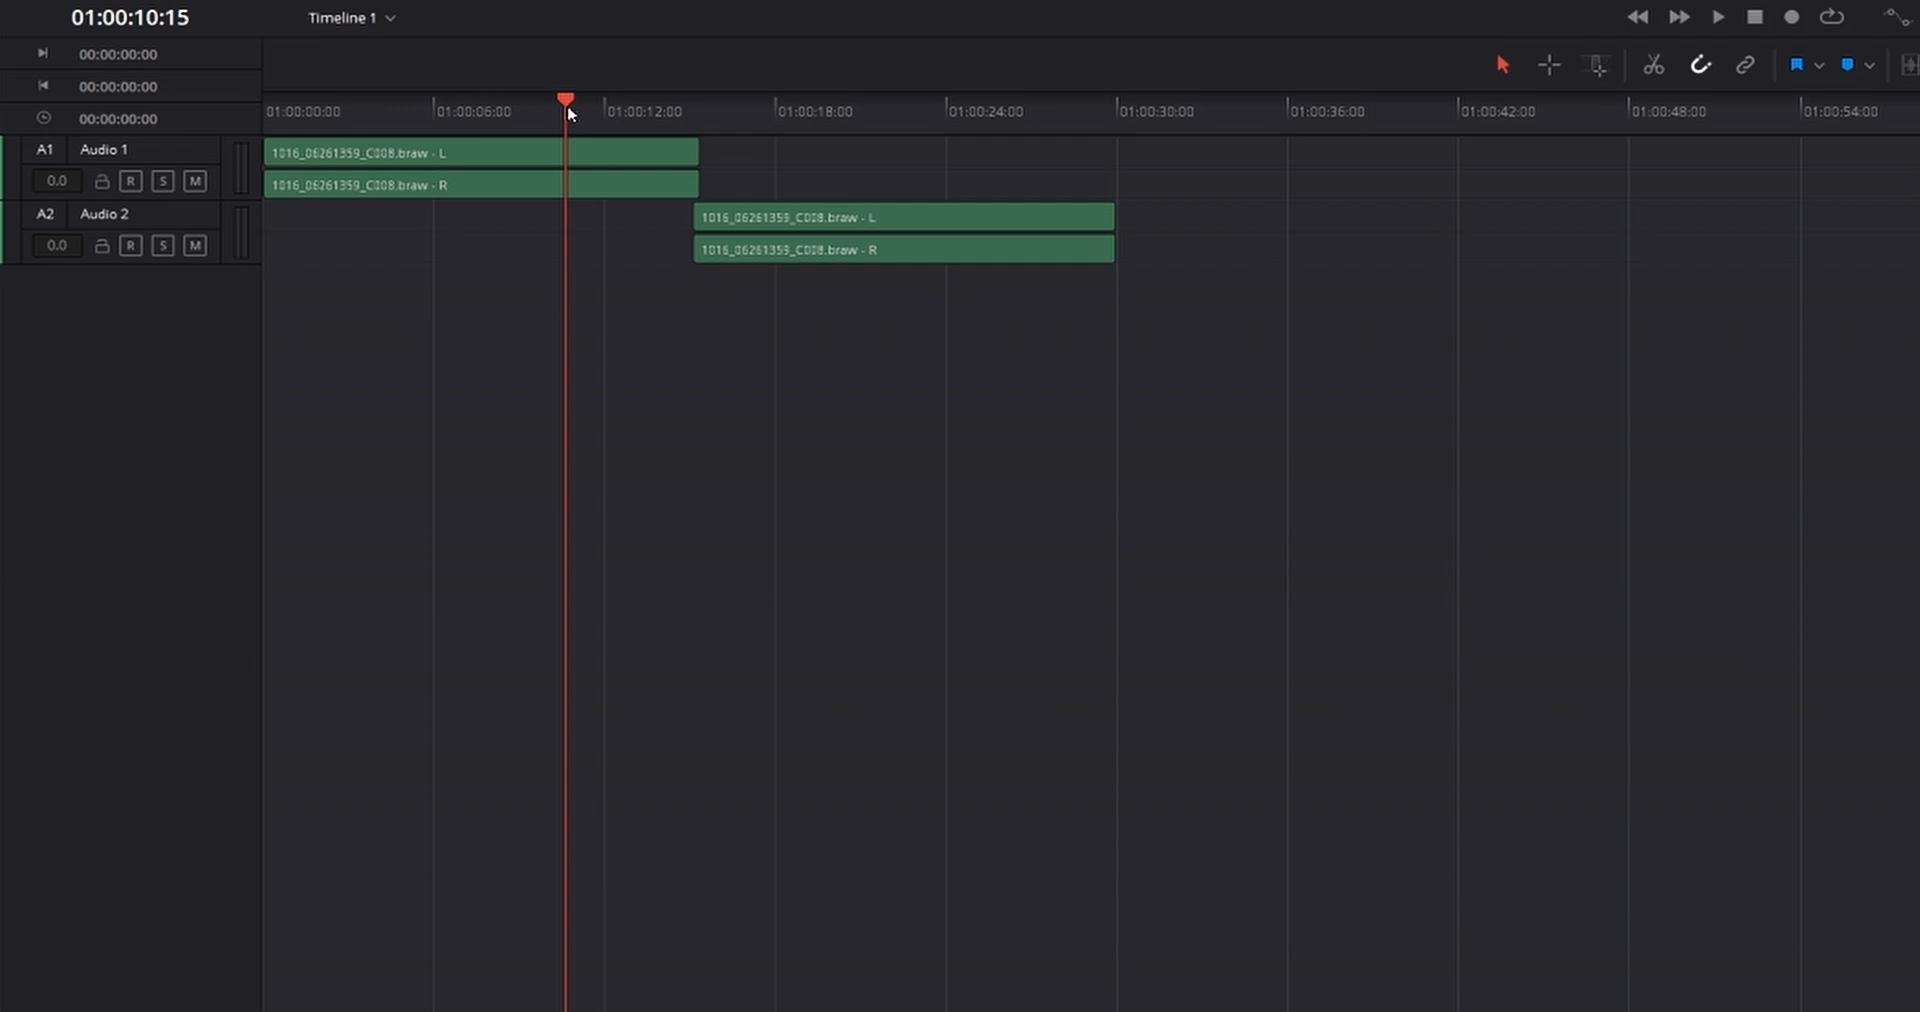 01:00:10:15
Timeline 1
00:00:00:00
00:00:00:00
00:00:00:00
01:00:00:00 01:00:06:00 01:00:12:00 01:00:18:00 01:00:24:00 01:00:30:00 01:00:36:00 01:00:42:00 01:00:48:00 01:00:54:00
A1 Audio 1
0.0 R S M
1016_06261359_C008.braw - L
1016_06261359_C008.braw - R
A2 Audio 2
0.0 R S M
1016_06261359_C008.braw - L
1016_06261359_C008.braw - R